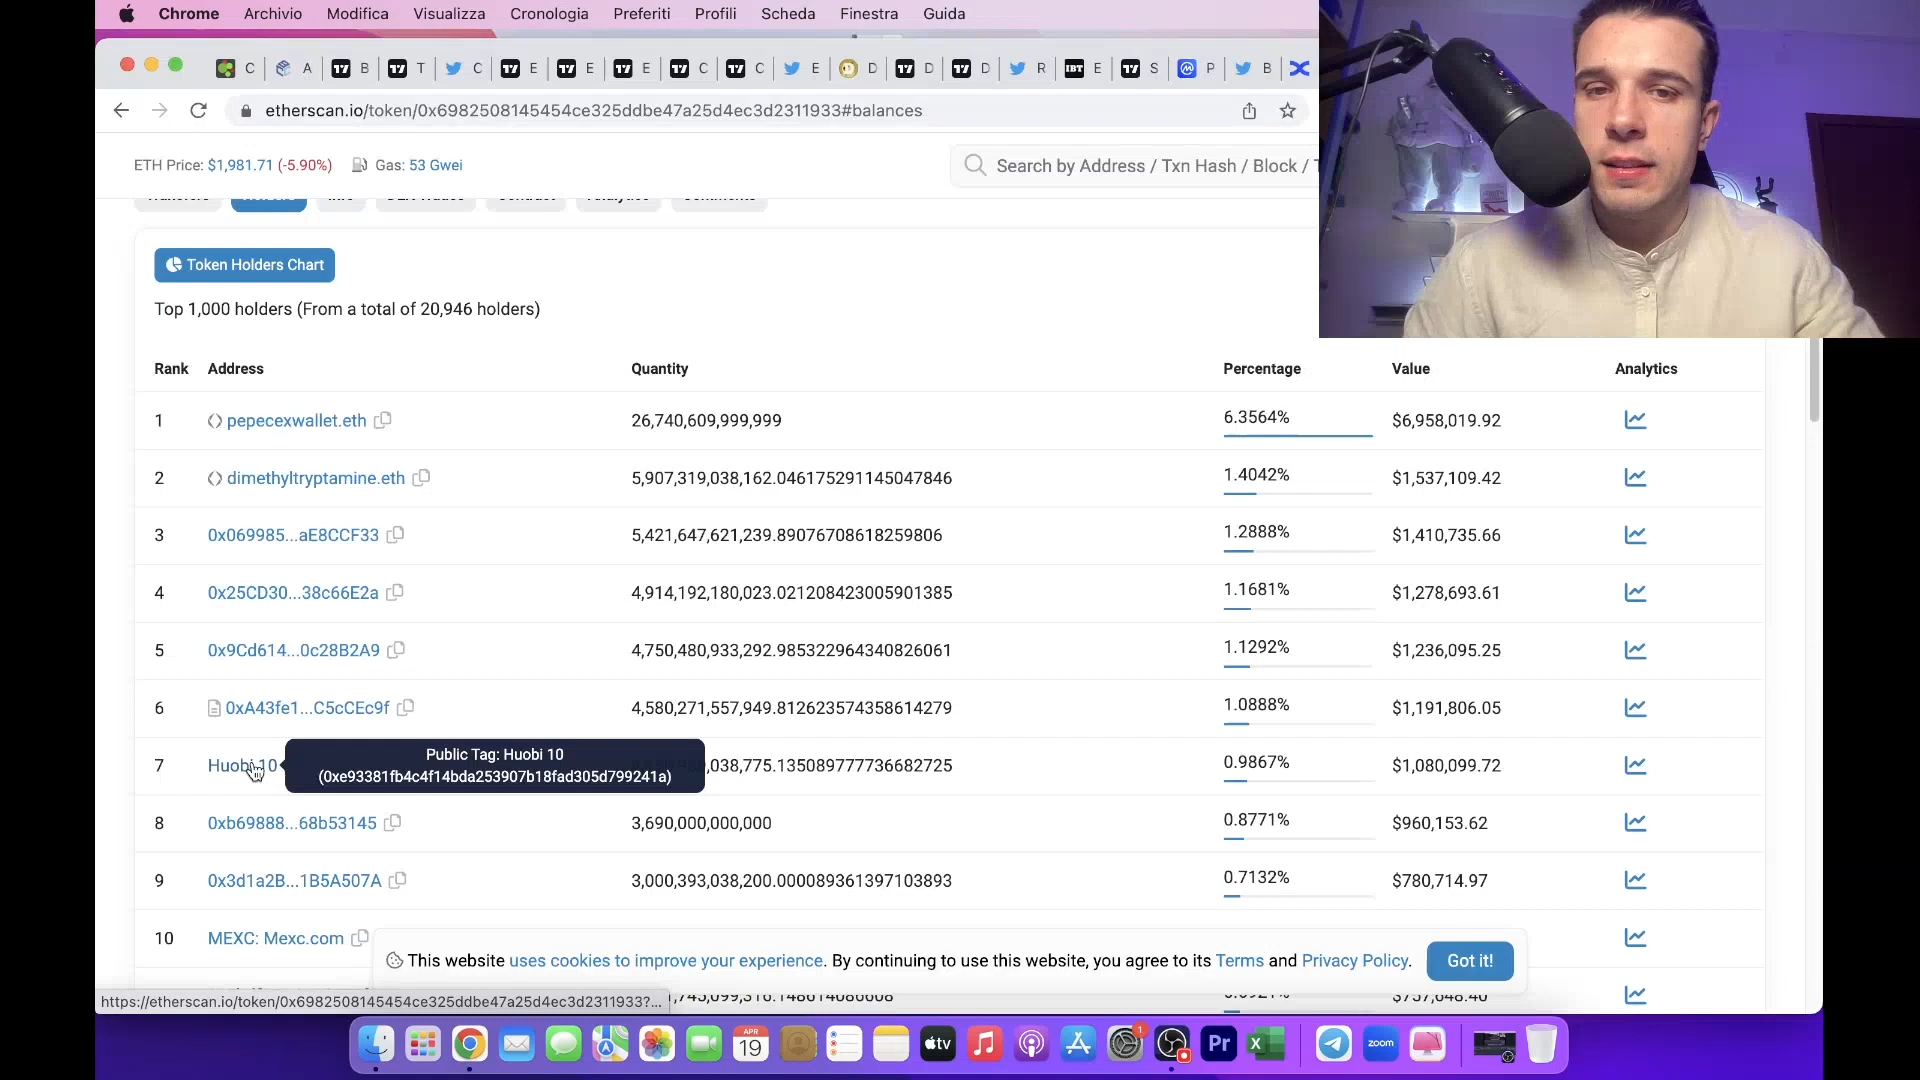 Chrome Archivio Modifica Visualizza Cronologia Preferiti Profili Scheda Finestra Guida
C A B T C E E E C C E D D D R E S P B
etherscan.io/token/0x6982508145454ce325ddbe47a25d4ec3d2311933#balances
ETH Price: $1,981.71 (-5.90%) Gas: 53 Gwei
Search by Address / Txn Hash / Block / T
Token Holders Chart
Top 1,000 holders (From a total of 20,946 holders)
Rank Address Quantity Percentage Value Analytics
1 pepecexwallet.eth 26,740,609,999,999 6.3564% $6,958,019.92
2 dimethyltryptamine.eth 5,907,319,038,162.046175291145047846 1.4042% $1,537,109.42
3 0x069985...aE8CCF33 5,421,647,621,239.89076708618259806 1.2888% $1,410,735.66
4 0x25CD30...38c66E2a 4,914,192,180,023.021208423005901385 1.1681% $1,278,693.61
5 0x9Cd614...0c28B2A9 4,750,480,933,292.985322964340826061 1.1292% $1,236,095.25
6 0xA43fe1...C5cCEc9f 4,580,271,557,949.812623574358614279 1.0888% $1,191,806.05
Public Tag: Huobi 10
7 Huobi 10 (0xe93381fb4c4f14bda253907b18fad305d799241a) ,038,775.135089777736682725 0.9867% $1,080,099.72
8 0xb69888...68b53145 3,690,000,000,000 0.8771% $960,153.62
9 0x3d1a2B...1B5A507A 3,000,393,038,200.0000893613​97103893 0.7132% $780,714.97
10 MEXC: Mexc.com
This website uses cookies to improve your experience. By continuing to use this website, you agree to its Terms and Privacy Policy. Got it!
https://etherscan.io/token/0x6982508145454ce325ddbe47a25d4ec3d2311933?...
APR
19
tv
1
Pr
X
zoom